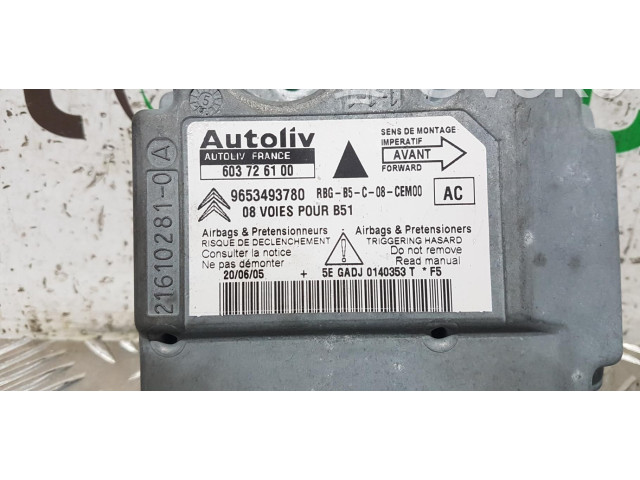 Autoliv
AUTOLIV FRANCE
603 72 61 00
SENS DE MONTAGE
IMPERATIF
AVANT
FORWARD
9653493780 RBG-B5-C-08-CEM00
AC
08 VOIES POUR B51
Airbags & Pretensionneurs
RISQUE DE DECLENCHEMENT
Consulter la notice
Ne pas démonter
Airbags & Pretensioners
TRIGGERING HASARD
Do not remove
Read manual
20/06/05 + 5E GADJ 0140353 T * F5
21610281-0 A
5